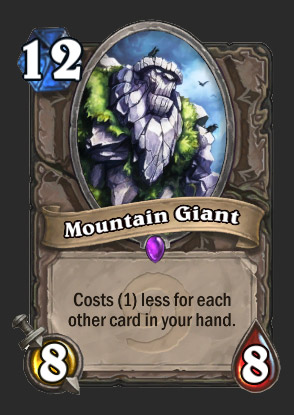 12
Mountain Giant
Costs (1) less for each
other card in your hand.
8 8